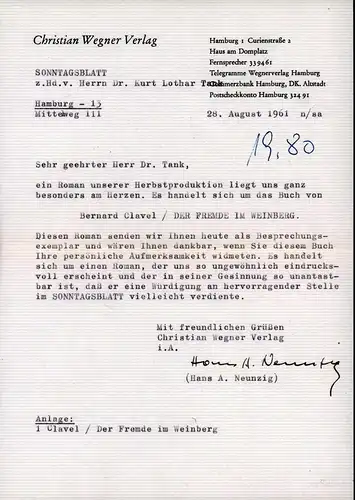 Christian Wegner Verlag
Hamburg 1 Curienstraße 2
Haus am Domplatz
Fernsprecher 339461
Telegramme Wegnerverlag Hamburg
Commerzbank Hamburg, DK. Altstadt
Postscheckkonto Hamburg 324 91
SONNTAGSBLATT
z.Hd.v. Herrn Dr. Kurt Lothar Tank
Hamburg - 13
Mittelweg 111
28. August 1961 n/sa
19,80
Sehr geehrter Herr Dr. Tank,
ein Roman unserer Herbstproduktion liegt uns ganz
besonders am Herzen. Es handelt sich um das Buch von
Bernard Clavel / DER FREMDE IM WEINBERG.
Diesen Roman senden wir Ihnen heute als Besprechungs-
exemplar und wären Ihnen dankbar, wenn Sie diesem Buch
Ihre persönliche Aufmerksamkeit widmeten. Es handelt
sich um einen Roman, der uns so ungewöhnlich eindrucks-
voll erscheint und der in seiner Gesinnung so unantast-
bar ist, daß er eine Würdigung an hervorragender Stelle
im SONNTAGSBLATT vielleicht verdiente.
Mit freundlichen Grüßen
Christian Wegner Verlag
i.A.
Hans A. Neunzig
(Hans A. Neunzig)
Anlage:
1 Clavel / Der Fremde im Weinberg